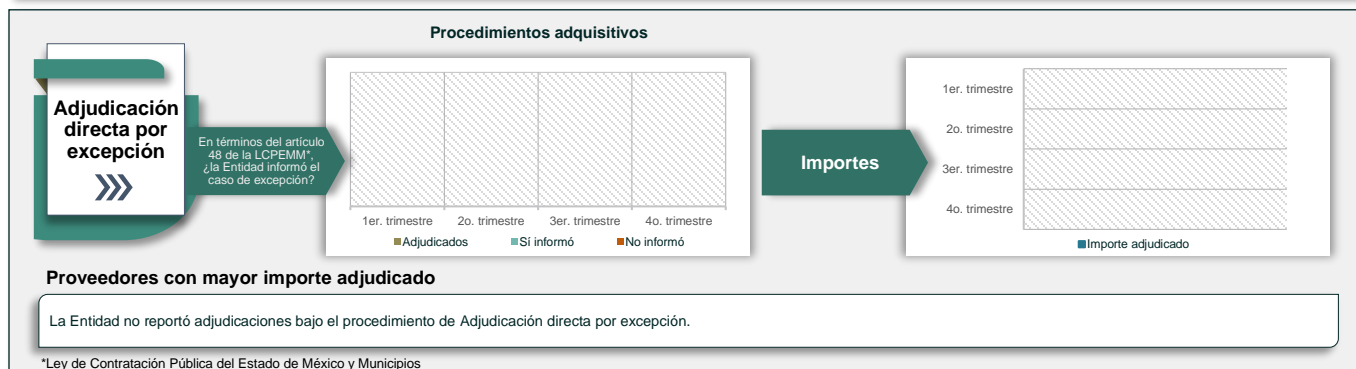 Procedimientos adquisitivos
Adjudicación
directa por
excepción
En términos del artículo
48 de la LCPEMM*,
¿la Entidad informó el
caso de excepción?
1er. trimestre
2o. trimestre
3er. trimestre
4o. trimestre
Adjudicados
Sí informó
No informó
Importes
1er. trimestre
2o. trimestre
3er. trimestre
4o. trimestre
Importe adjudicado
Proveedores con mayor importe adjudicado
La Entidad no reportó adjudicaciones bajo el procedimiento de Adjudicación directa por excepción.
*Ley de Contratación Pública del Estado de México y Municipios